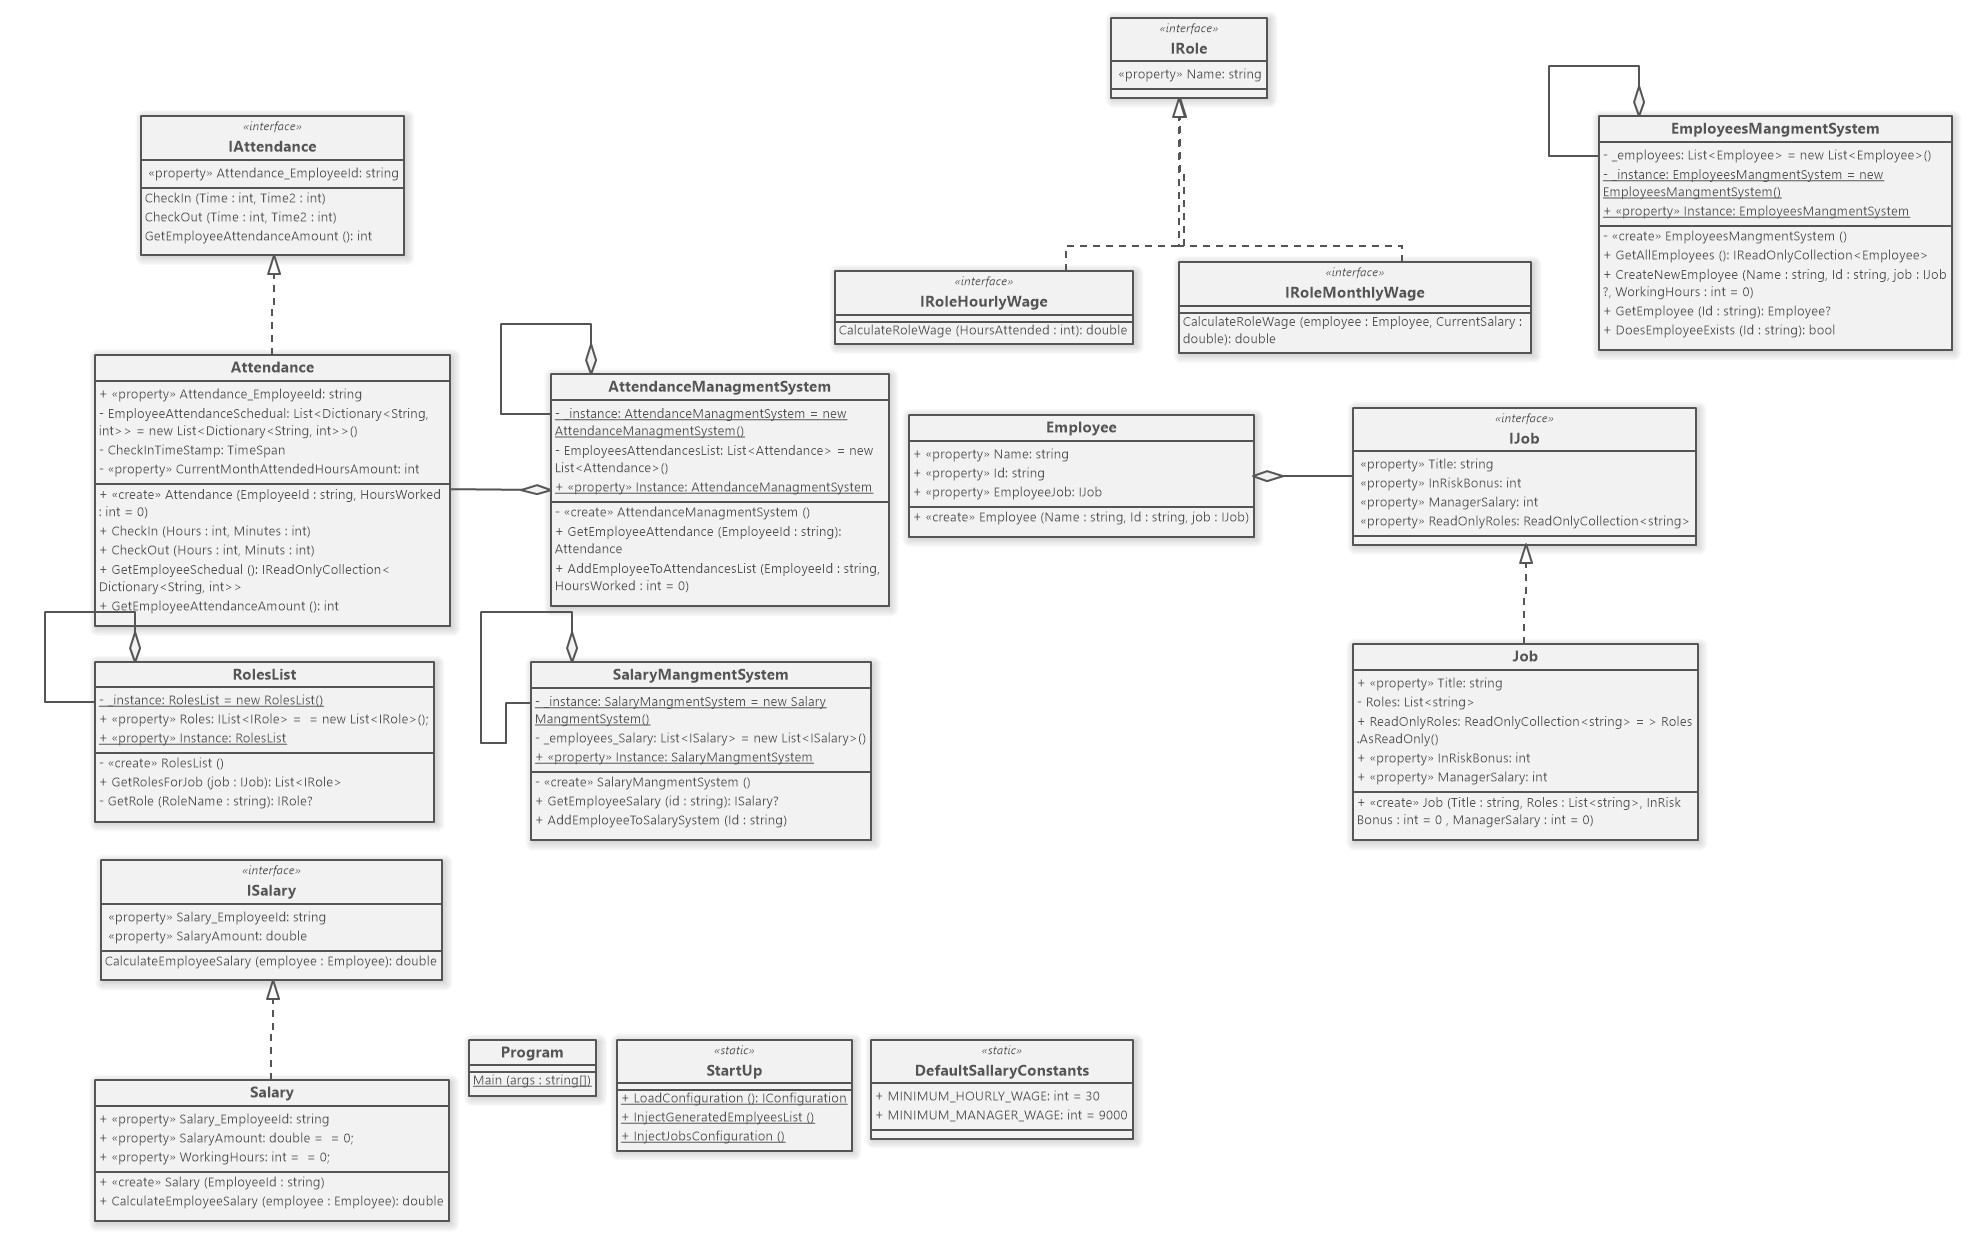 «interface»
IRole
«property» Name: string
«interface»
IAttendance
«property» Attendance_EmployeeId: string
CheckIn (Time : int, Time2 : int)
CheckOut (Time : int, Time2 : int)
GetEmployeeAttendanceAmount (): int
EmployeesMangmentSystem
- _employees: List<Employee> = new List<Employee>()
- _instance: EmployeesMangmentSystem = new
EmployeesMangmentSystem()
+ «property» Instance: EmployeesMangmentSystem
- «create» EmployeesMangmentSystem ()
+ GetAllEmployees (): IReadOnlyCollection<Employee>
+ CreateNewEmployee (Name : string, Id : string, job : IJob
?, WorkingHours : int = 0)
+ GetEmployee (Id : string): Employee?
+ DoesEmployeeExists (Id : string): bool
«interface»
IRoleHourlyWage
CalculateRoleWage (HoursAttended : int): double
«interface»
IRoleMonthlyWage
CalculateRoleWage (employee : Employee, CurrentSalary :
double): double
Attendance
+ «property» Attendance_EmployeeId: string
- EmployeeAttendanceSchedual: List<Dictionary<String,
int>> = new List<Dictionary<String, int>>()
- CheckInTimeStamp: TimeSpan
- «property» CurrentMonthAttendedHoursAmount: int
+ «create» Attendance (EmployeeId : string, HoursWorked
: int = 0)
+ CheckIn (Hours : int, Minutes : int)
+ CheckOut (Hours : int, Minuts : int)
+ GetEmployeeSchedual (): IReadOnlyCollection<
Dictionary<String, int>>
+ GetEmployeeAttendanceAmount (): int
AttendanceManagmentSystem
- _instance: AttendanceManagmentSystem = new
AttendanceManagmentSystem()
- EmployeesAttendancesList: List<Attendance> = new
List<Attendance>()
+ «property» Instance: AttendanceManagmentSystem
- «create» AttendanceManagmentSystem ()
+ GetEmployeeAttendance (EmployeeId : string):
Attendance
+ AddEmployeeToAttendancesList (EmployeeId : string,
HoursWorked : int = 0)
Employee
+ «property» Name: string
+ «property» Id: string
+ «property» EmployeeJob: IJob
+ «create» Employee (Name : string, Id : string, job : IJob)
«interface»
IJob
«property» Title: string
«property» InRiskBonus: int
«property» ManagerSalary: int
«property» ReadOnlyRoles: ReadOnlyCollection<string>
RolesList
- _instance: RolesList = new RolesList()
+ «property» Roles: IList<IRole> =  = new List<IRole>();
+ «property» Instance: RolesList
- «create» RolesList ()
+ GetRolesForJob (job : IJob): List<IRole>
- GetRole (RoleName : string): IRole?
SalaryMangmentSystem
- _instance: SalaryMangmentSystem = new Salary
MangmentSystem()
- _employees_Salary: List<ISalary> = new List<ISalary>()
+ «property» Instance: SalaryMangmentSystem
- «create» SalaryMangmentSystem ()
+ GetEmployeeSalary (id : string): ISalary?
+ AddEmployeeToSalarySystem (Id : string)
Job
+ «property» Title: string
- Roles: List<string>
+ ReadOnlyRoles: ReadOnlyCollection<string> = > Roles
.AsReadOnly()
+ «property» InRiskBonus: int
+ «property» ManagerSalary: int
+ «create» Job (Title : string, Roles : List<string>, InRisk
Bonus : int = 0 , ManagerSalary : int = 0)
«interface»
ISalary
«property» Salary_EmployeeId: string
«property» SalaryAmount: double
CalculateEmployeeSalary (employee : Employee): double
Salary
+ «property» Salary_EmployeeId: string
+ «property» SalaryAmount: double =  = 0;
+ «property» WorkingHours: int =  = 0;
+ «create» Salary (EmployeeId : string)
+ CalculateEmployeeSalary (employee : Employee): double
Program
Main (args : string[])
«static»
StartUp
+ LoadConfiguration (): IConfiguration
+ InjectGeneratedEmplyeesList ()
+ InjectJobsConfiguration ()
«static»
DefaultSallaryConstants
+ MINIMUM_HOURLY_WAGE: int = 30
+ MINIMUM_MANAGER_WAGE: int = 9000